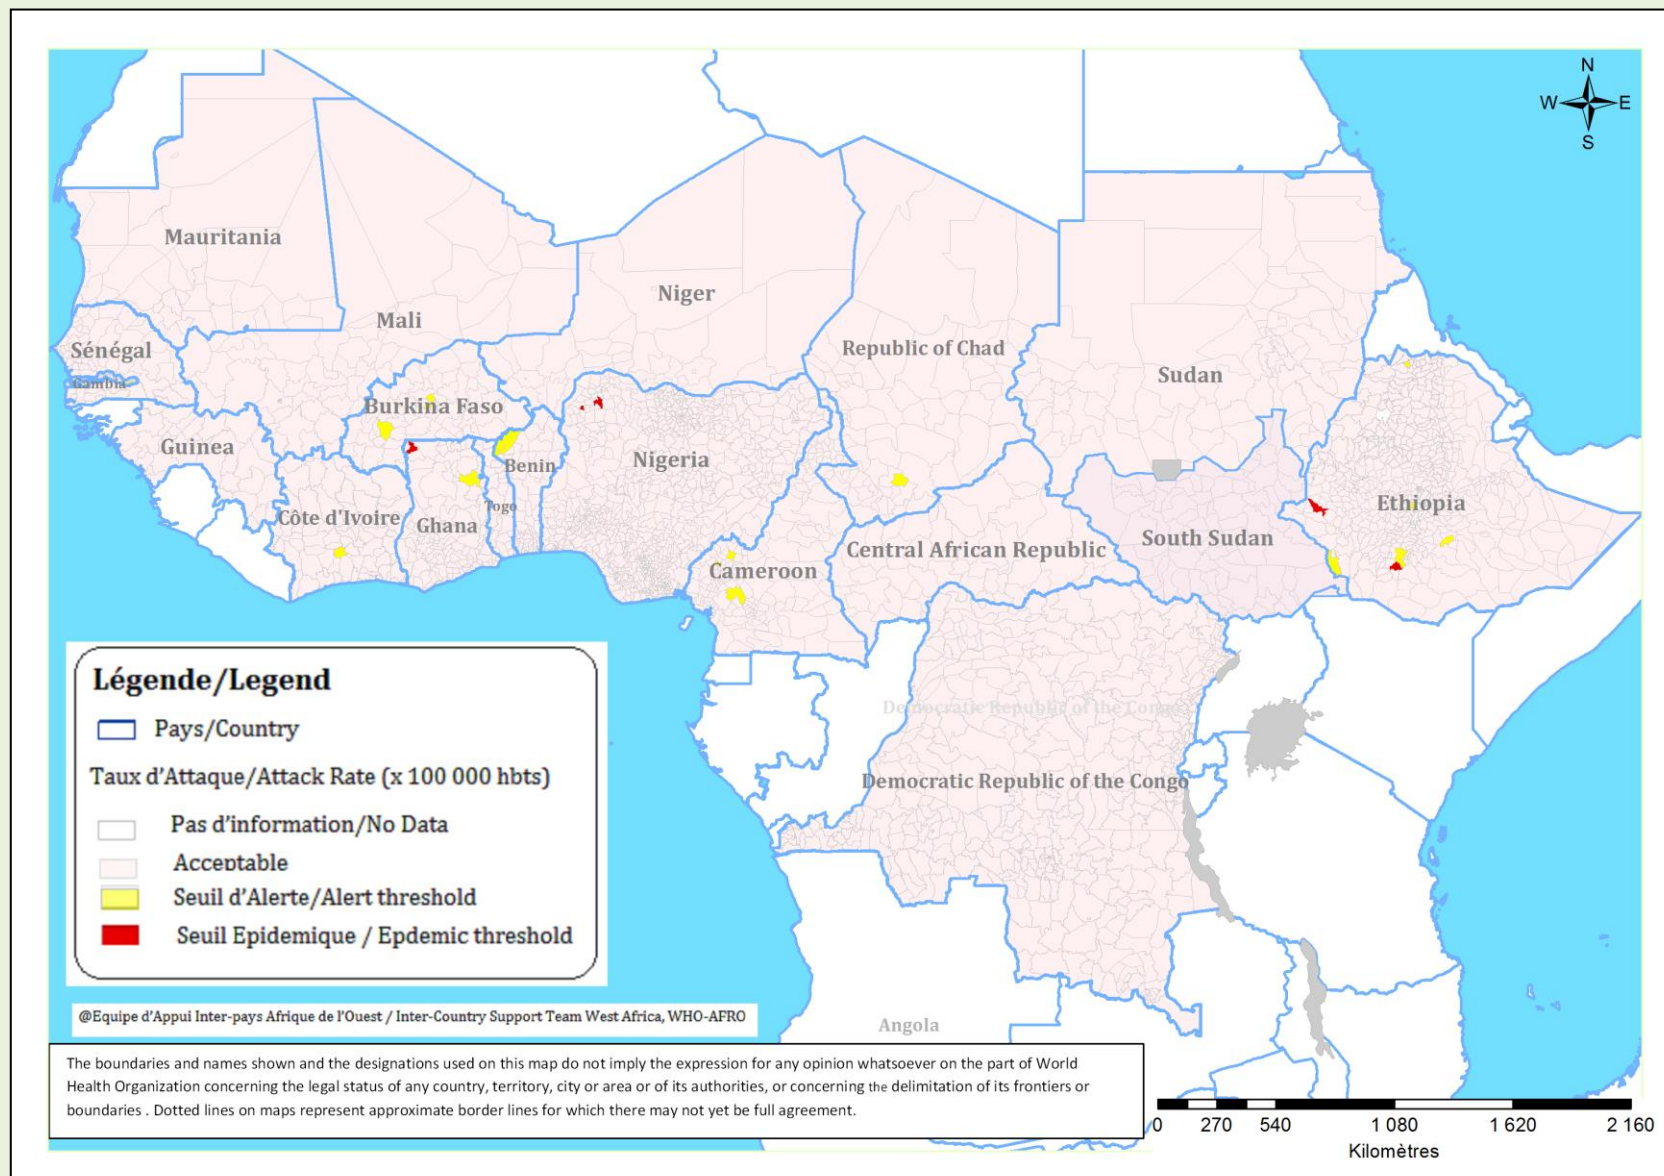 N
W E
S
Mauritania
Niger
Mali
Sénégal
Republic of Chad
Sudan
Gambia
Burkina Faso
Guinea
Nigeria
Benin
Ethiopia
Togo
Côte d'Ivoire
Ghana
South Sudan
Central African Republic
Cameroon
Democratic Republic of the Congo
Democratic Republic of the Congo
Angola
Légende/Legend
Pays/Country
Taux d'Attaque/Attack Rate (x 100 000 hbts)
Pas d'information/No Data
Acceptable
Seuil d'Alerte/Alert threshold
Seuil Epidemique / Epdemic threshold
@Equipe d'Appui Inter-pays Afrique de l'Ouest / Inter-Country Support Team West Africa, WHO-AFRO
The boundaries and names shown and the designations used on this map do not imply the expression for any opinion whatsoever on the part of World
Health Organization concerning the legal status of any country, territory, city or area or of its authorities, or concerning the delimitation of its frontiers or
boundaries . Dotted lines on maps represent approximate border lines for which there may not yet be full agreement.
0 270 540 1 080 1 620 2 160
Kilomètres